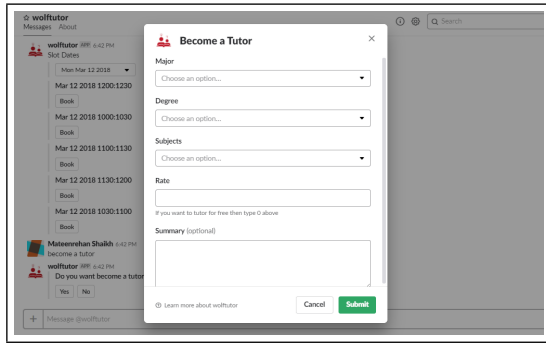 wolftutor
Messages About
Search
wolftutor APP 6:42 PM
Slot Dates
Mon Mar 12 2018
Mar 12 2018 1200:1230
Book
Mar 12 2018 1000:1030
Book
Mar 12 2018 1100:1130
Book
Mar 12 2018 1130:1200
Book
Mar 12 2018 1030:1100
Book
Mateenrehan Shaikh 6:42 PM
become a tutor
wolftutor APP 6:42 PM
Do you want become a tutor
Yes No
Message @wolftutor
Become a Tutor
Major
Choose an option...
Degree
Choose an option...
Subjects
Choose an option...
Rate
If you want to tutor for free then type 0 above
Summary (optional)
Learn more about wolftutor
Cancel Submit